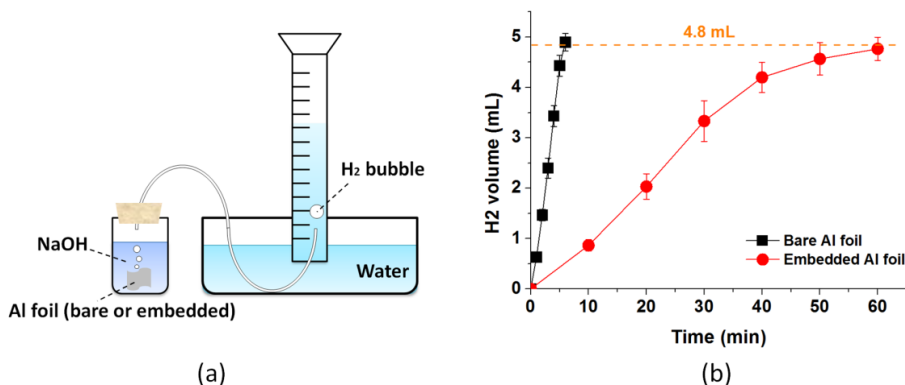 H₂ bubble
NaOH
Water
Al foil (bare or embedded)
(a)
4.8 mL
H2 volume (mL)
5
4
3
2
1
0
Bare Al foil
Embedded Al foil
0 10 20 30 40 50 60
Time (min)
(b)